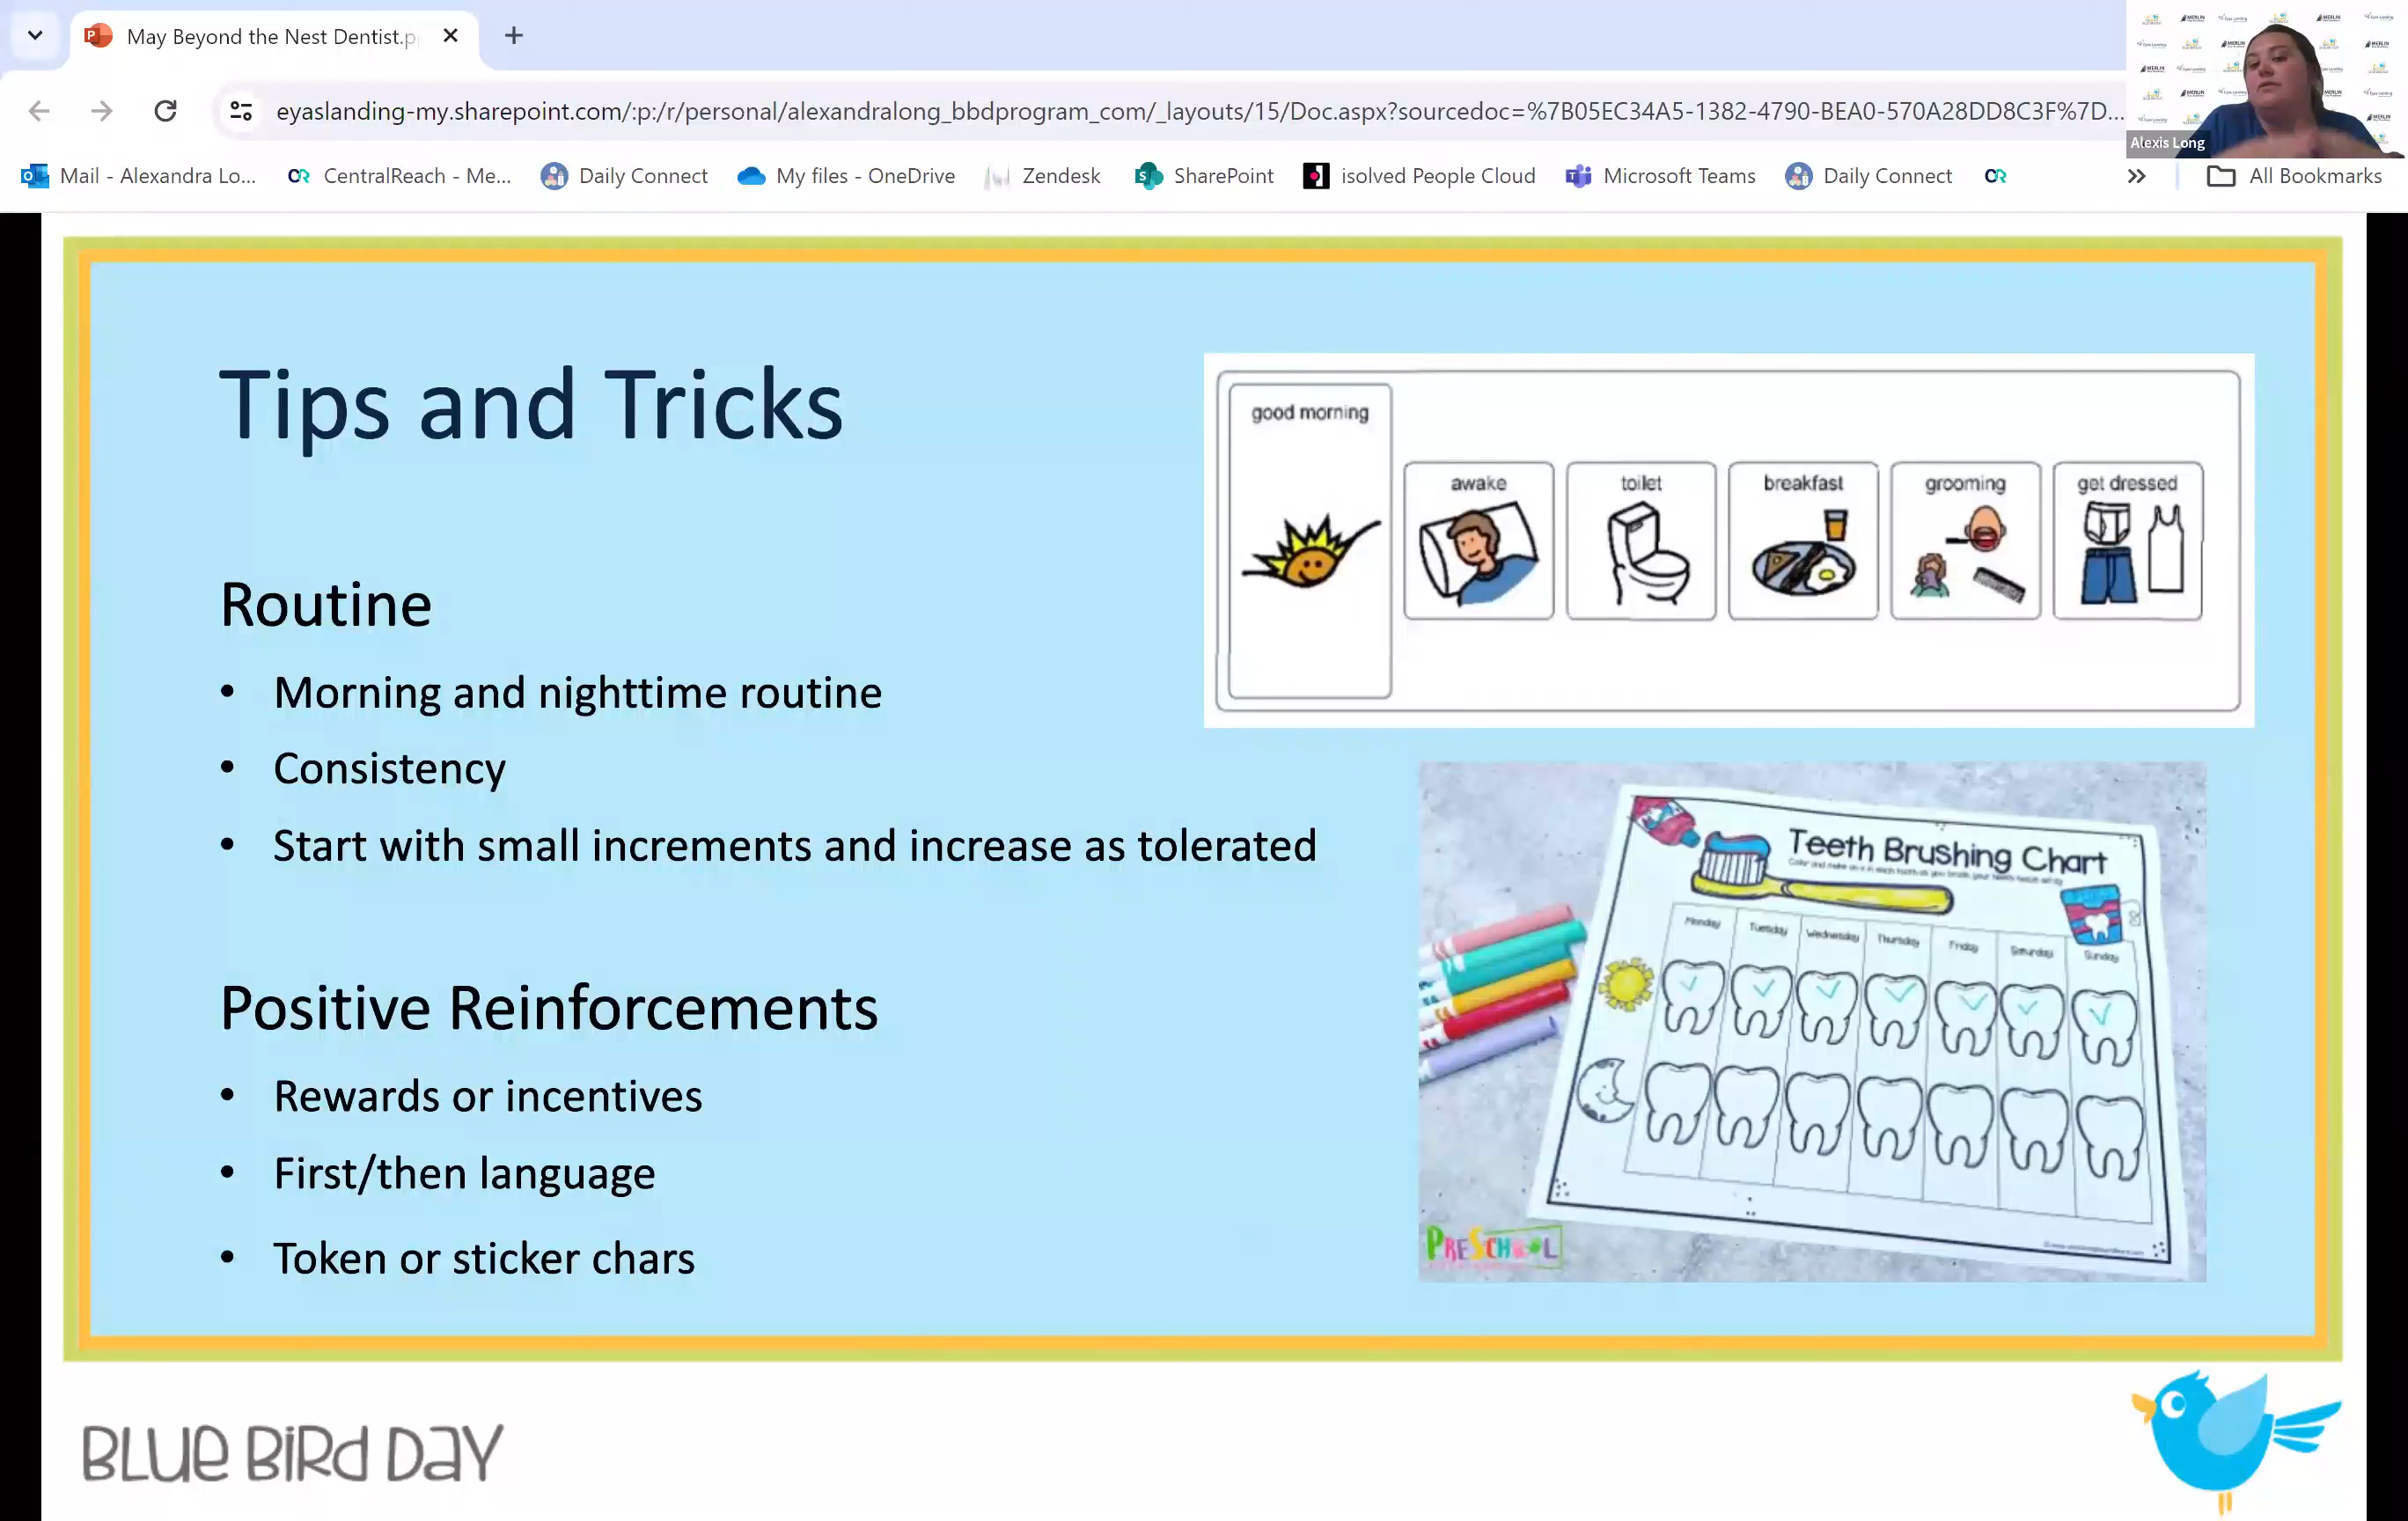 May Beyond the Nest Dentist.p
eyaslanding-my.sharepoint.com/:p:/r/personal/alexandralong_bbdprogram_com/_layouts/15/Doc.aspx?sourcedoc=%7B05EC34A5-1382-4790-BEA0-570A28DD8C3F%7D...
Alexis Long
Mail - Alexandra Lo... CentralReach - Me... Daily Connect My files - OneDrive Zendesk SharePoint isolved People Cloud Microsoft Teams Daily Connect All Bookmarks
Tips and Tricks
Routine
• Morning and nighttime routine
• Consistency
• Start with small increments and increase as tolerated
Positive Reinforcements
• Rewards or incentives
• First/then language
• Token or sticker chars
good morning
awake toilet breakfast grooming get dressed
Teeth Brushing Chart
Monday Tuesday Wednesday Thursday Friday Saturday Sunday
PRESCHOOL
BLUE BIRD DAY